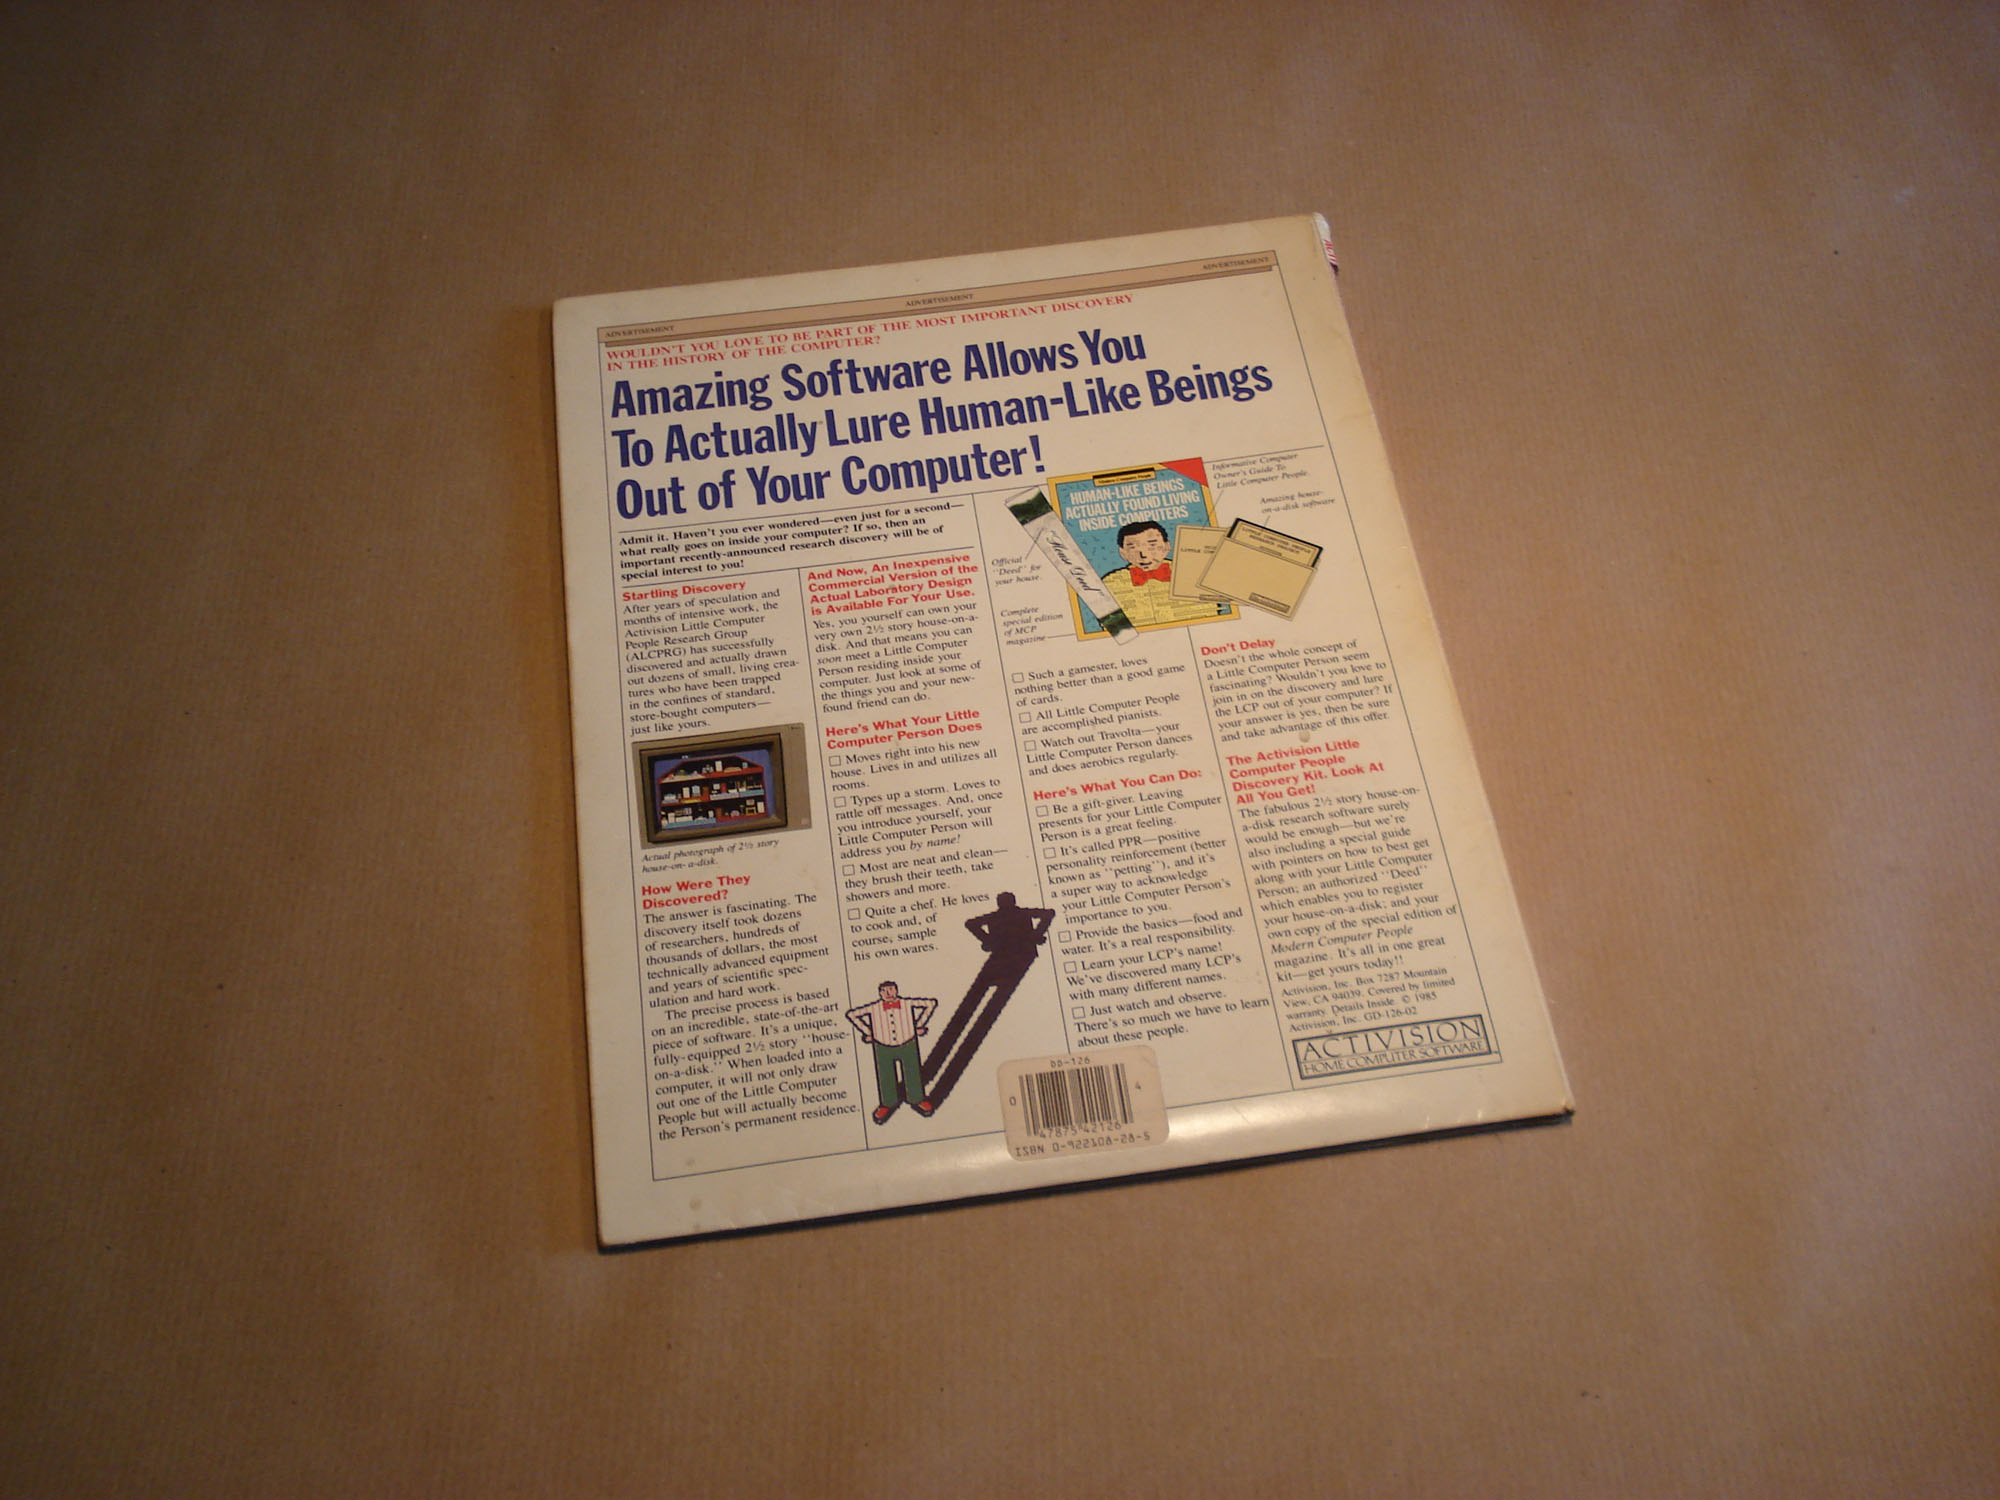 ADVERTISEMENT
ADVERTISEMENT
ADVERTISEMENT
WOULDN'T YOU LOVE TO BE PART OF THE MOST IMPORTANT DISCOVERY
IN THE HISTORY OF THE COMPUTER?
Amazing Software Allows You
To Actually Lure Human-Like Beings
Out of Your Computer!
Admit it. Haven't you ever wondered—even just for a second—
what really goes on inside your computer? If so, then an
important recently-announced research discovery will be of
special interest to you!
Startling Discovery
After years of speculation and
months of intensive work, the
Activision Little Computer
People Research Group
(ALCPRG) has successfully
discovered and actually drawn
out dozens of small, living crea-
tures who have been trapped
in the confines of standard,
store-bought computers—
just like yours.
Actual photograph of 2½ story
house-on- a-disk.
How Were They
Discovered?
The answer is fascinating. The
discovery itself took dozens
of researchers, hundreds of
thousands of dollars, the most
technically advanced equipment
and years of scientific spec-
ulation and hard work.
The precise process is based
on an incredible, state-of-the-art
piece of software. It's a unique,
fully-equipped 2½ story "house-
on-a-disk." When loaded into a
computer, it will not only draw
out one of the Little Computer
People but will actually become
the Person's permanent residence.
And Now, An Inexpensive
Commercial Version of the
Actual Laboratory Design
is Available For Your Use.
Yes, you yourself can own your
very own 2½ story house-on-a-
disk. And that means you can
soon meet a Little Computer
Person residing inside your
computer. Just look at some of
the things you and your new-
found friend can do.
Here's What Your Little
Computer Person Does
□ Moves right into his new
house. Lives in and utilizes all
rooms.
□ Types up a storm. Loves to
rattle off messages. And, once
you introduce yourself, your
Little Computer Person will
address you by name!
□ Most are neat and clean—
they brush their teeth, take
showers and more.
□ Quite a chef. He loves
to cook and, of
course, sample
his own wares.
Official
"Deed" for
your house.
Complete
special edition
of MCP
magazine
House Deed
Modern Computer People
HUMAN-LIKE BEINGS
ACTUALLY FOUND LIVING
INSIDE COMPUTERS
Informative Computer
Owner's Guide To
Little Computer People.
Amazing house-
on-a-disk software
LITTLE COMPUTER PEOPLE
□ Such a gamester, loves
nothing better than a good game
of cards.
□ All Little Computer People
are accomplished pianists.
□ Watch out Travolta—your
Little Computer Person dances
and does aerobics regularly.
Here's What You Can Do:
□ Be a gift-giver. Leaving
presents for your Little Computer
Person is a great feeling.
□ It's called PPR—positive
personality reinforcement (better
known as "petting"), and it's
a super way to acknowledge
your Little Computer Person's
importance to you.
□ Provide the basics—food and
water. It's a real responsibility.
□ Learn your LCP's name!
We've discovered many LCP's
with many different names.
□ Just watch and observe.
There's so much we have to learn
about these people.
Don't Delay
Doesn't the whole concept of
a Little Computer Person seem
fascinating? Wouldn't you love to
join in on the discovery and lure
the LCP out of your computer? If
your answer is yes, then be sure
and take advantage of this offer.
The Activision Little
Computer People
Discovery Kit. Look At
All You Get!
The fabulous 2½ story house-on-
a-disk research software surely
would be enough—but we're
also including a special guide
with pointers on how to best get
along with your Little Computer
Person; an authorized "Deed"
which enables you to register
your house-on-a-disk; and your
own copy of the special edition of
Modern Computer People
magazine. It's all in one great
kit—get yours today!!
Activision, Inc. Box 7287 Mountain
View, CA 94039. Covered by limited
warranty. Details Inside. © 1985
Activision, Inc. GD-126-02
ACTIVISION
HOME COMPUTER SOFTWARE
DD-126
0 47875 42126 4
ISBN 0-922108-28-5